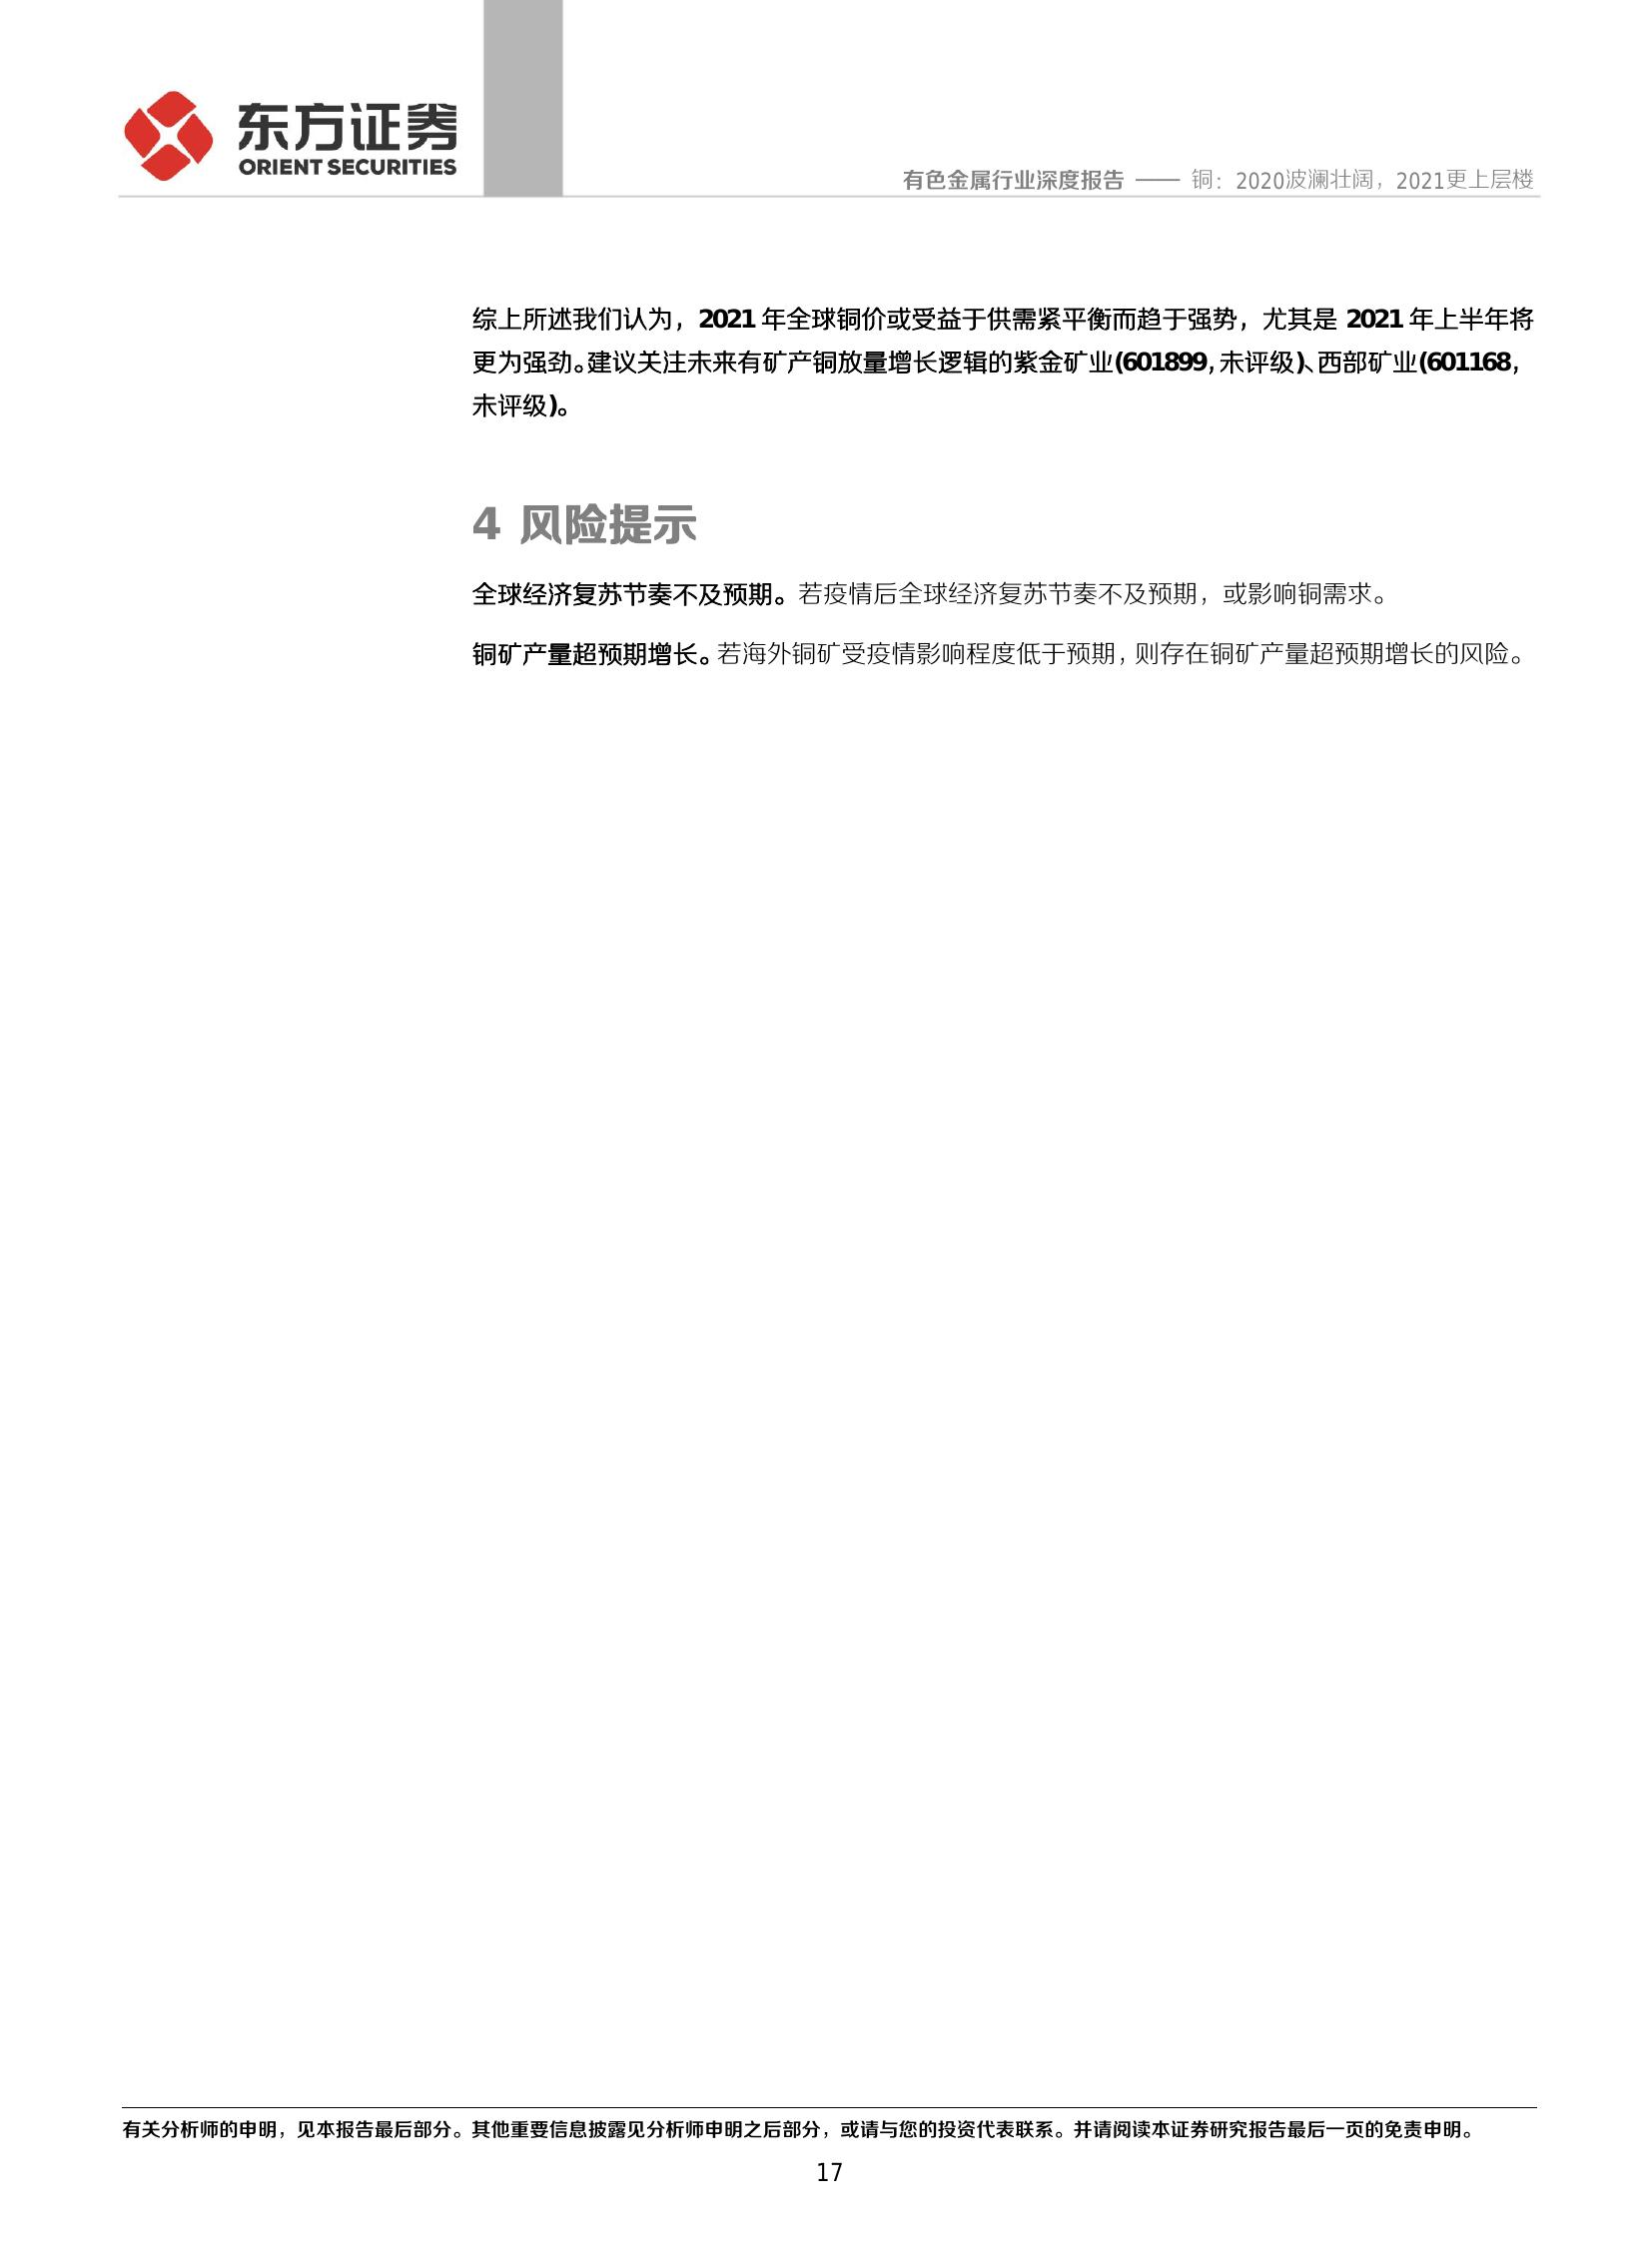 东方证券
ORIENT SECURITIES
有色金属行业深度报告 —— 铜：2020波澜壮阔，2021更上层楼
综上所述我们认为，2021 年全球铜价或受益于供需紧平衡而趋于强势，尤其是 2021 年上半年将
更为强劲。建议关注未来有矿产铜放量增长逻辑的紫金矿业(601899，未评级)、西部矿业(601168，
未评级)。
4 风险提示
全球经济复苏节奏不及预期。若疫情后全球经济复苏节奏不及预期，或影响铜需求。
铜矿产量超预期增长。若海外铜矿受疫情影响程度低于预期，则存在铜矿产量超预期增长的风险。
有关分析师的申明，见本报告最后部分。其他重要信息披露见分析师申明之后部分，或请与您的投资代表联系。并请阅读本证券研究报告最后一页的免责申明。
17